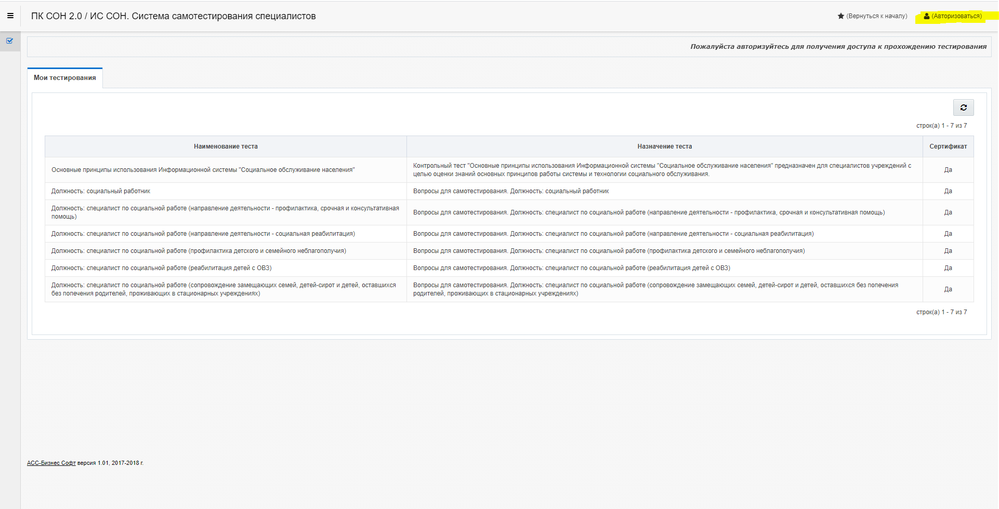 ПК СОН 2.0 / ИС СОН. Система самотестирования специалистов
(Вернуться к началу)
(Авторизоваться)
Пожалуйста авторизуйтесь для получения доступа к прохождению тестирования
Мои тестирования
строк(а) 1 - 7 из 7
Наименование теста
Назначение теста
Сертификат
Основные принципы использования Информационной системы "Социальное обслуживание населения"
Контрольный тест "Основные принципы использования Информационной системы "Социальное обслуживание населения" предназначен для специалистов учреждений с
целью оценки знаний основных принципов работы системы и технологии социального обслуживания.
Да
Должность: социальный работник
Вопросы для самотестирования. Должность: социальный работник
Да
Должность: специалист по социальной работе (направление деятельности - профилактика, срочная и консультативная
помощь)
Вопросы для самотестирования. Должность: специалист по социальной работе (направление деятельности - профилактика, срочная и консультативная помощь)
Да
Должность: специалист по социальной работе (направление деятельности - социальная реабилитация)
Вопросы для самотестирования. Должность: специалист по социальной работе (направление деятельности - социальная реабилитация)
Да
Должность: специалист по социальной работе (профилактика детского и семейного неблагополучия)
Вопросы для самотестирования. Должность: специалист по социальной работе (профилактика детского и семейного неблагополучия)
Да
Должность: специалист по социальной работе (реабилитация детей с ОВЗ)
Вопросы для самотестирования. Должность: специалист по социальной работе (реабилитация детей с ОВЗ)
Да
Должность: специалист по социальной работе (сопровождение замещающих семей, детей-сирот и детей, оставшихся
без попечения родителей, проживающих в стационарных учреждениях)
Вопросы для самотестирования. Должность: специалист по социальной работе (сопровождение замещающих семей, детей-сирот и детей, оставшихся без попечения
родителей, проживающих в стационарных учреждениях)
Да
строк(а) 1 - 7 из 7
АСС-Бизнес Софт версия 1.01, 2017-2018 г.